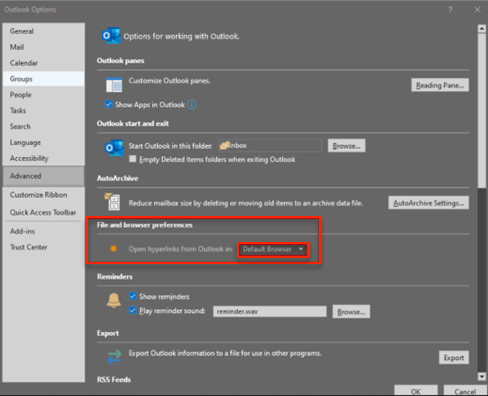 Outlook Options
General
Mail
Calendar
Groups
People
Tasks
Search
Language
Accessibility
Advanced
Customize Ribbon
Quick Access Toolbar
Add-ins
Trust Center
Options for working with Outlook.
Outlook panes
Customize Outlook panes.
Reading Pane...
Show Apps in Outlook
Outlook start and exit
Start Outlook in this folder:
Inbox
Browse...
Empty Deleted Items folders when exiting Outlook
AutoArchive
Reduce mailbox size by deleting or moving old items to an archive data file.
AutoArchive Settings...
File and browser preferences
Open hyperlinks from Outlook in:
Default Browser
Reminders
Show reminders
Play reminder sound:
reminder.wav
Browse...
Export
Export Outlook information to a file for use in other programs.
Export
RSS Feeds
OK
Cancel